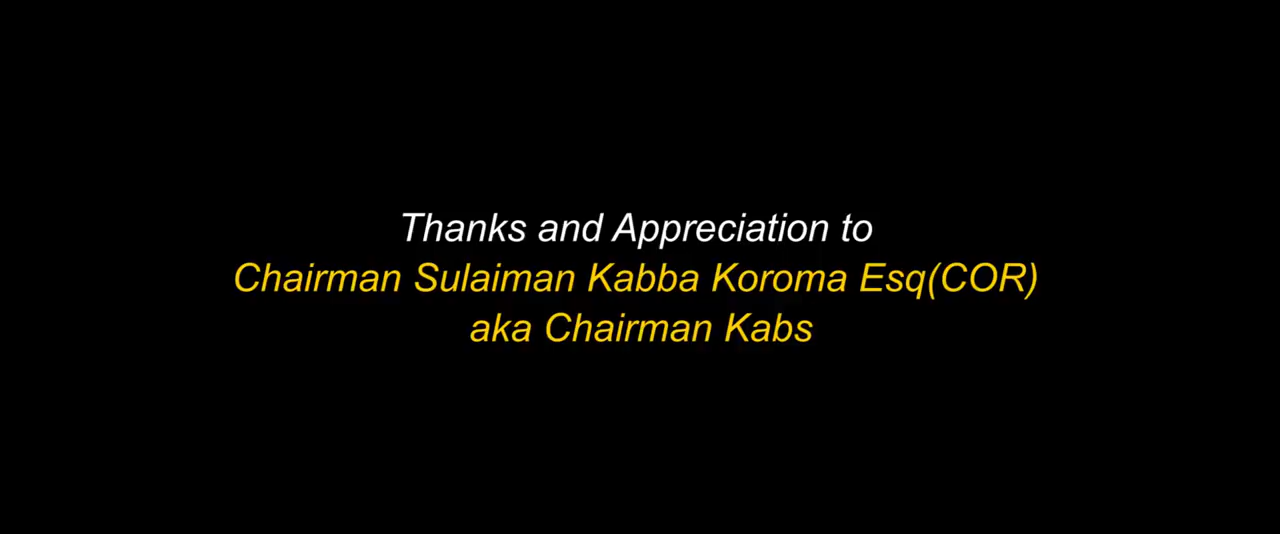 Thanks and Appreciation to
Chairman Sulaiman Kabba Koroma Esq(COR)
aka Chairman Kabs